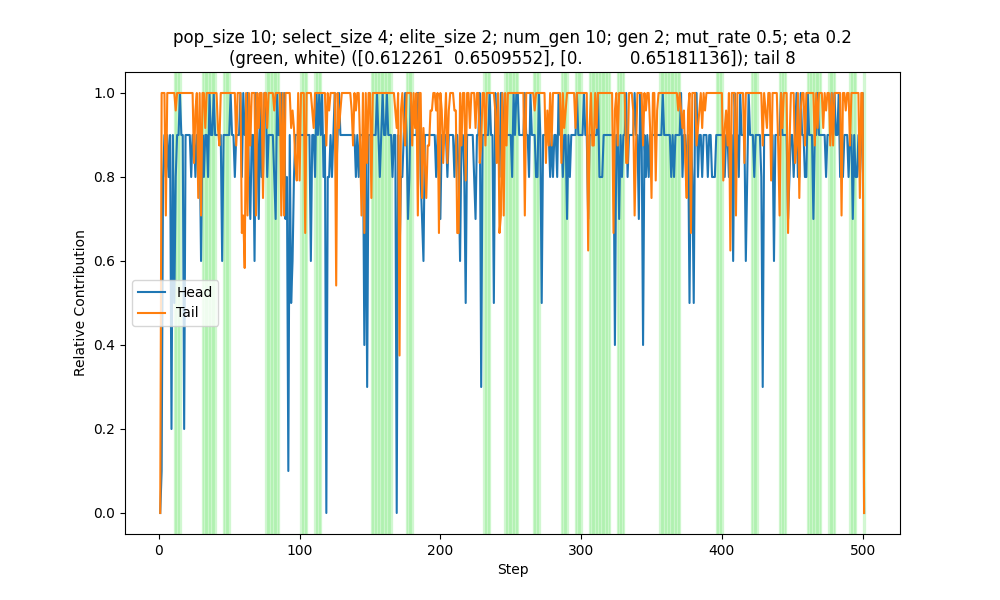 pop_size 10; select_size 4; elite_size 2; num_gen 10; gen 2; mut_rate 0.5; eta 0.2
(green, white) ([0.612261  0.6509552], [0.          0.65181136]); tail 8
Relative Contribution
1.0
0.8
0.6
0.4
0.2
0.0
Head
Tail
0 100 200 300 400 500
Step